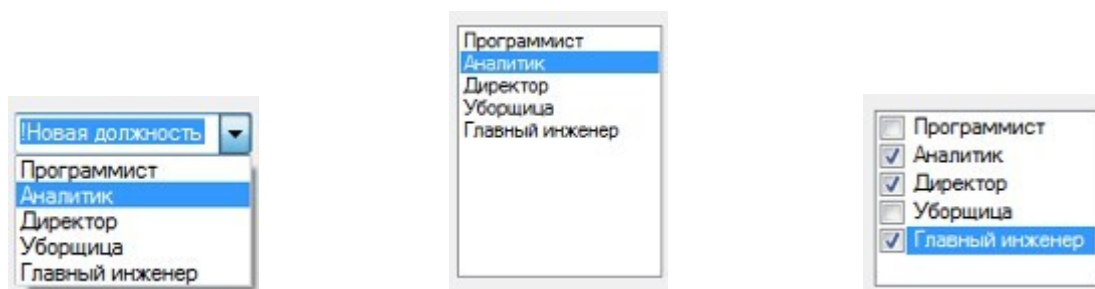 !Новая должность
Программист
Аналитик
Директор
Уборщица
Главный инженер
Программист
Аналитик
Директор
Уборщица
Главный инженер
Программист
Аналитик
Директор
Уборщица
Главный инженер